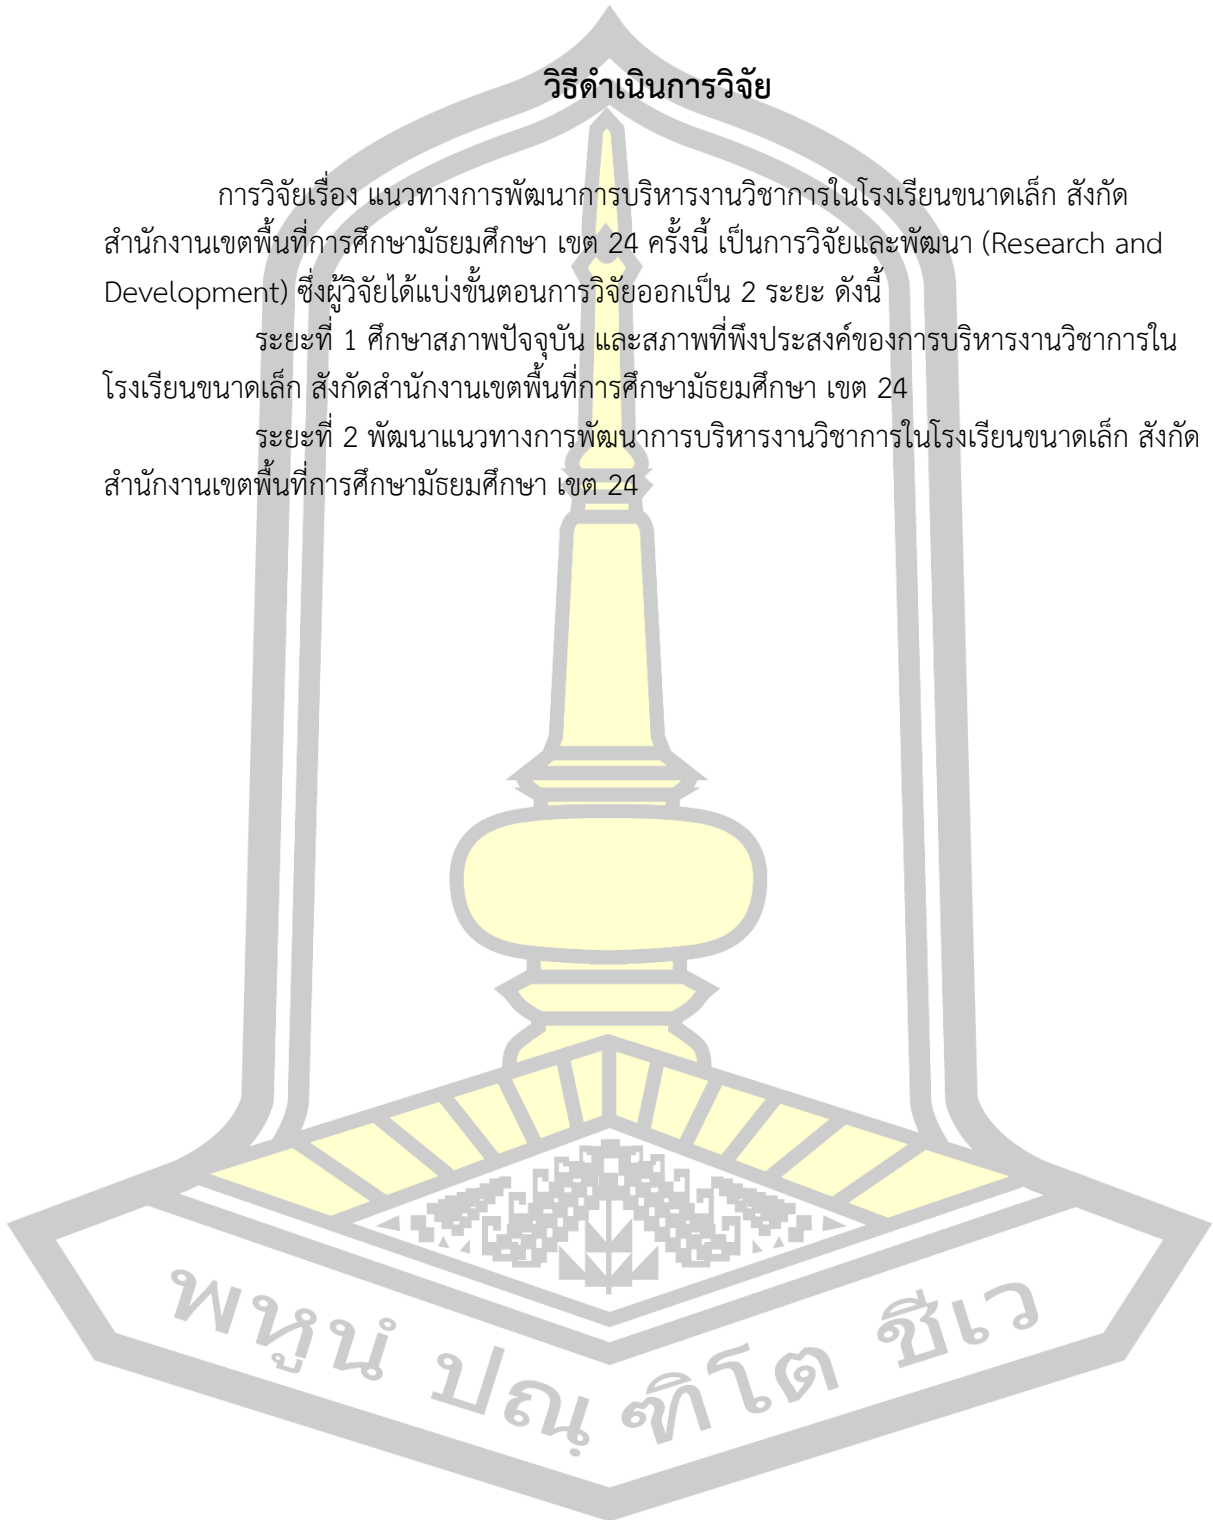 วิธีดำเนินการวิจัย
การวิจัยเรื่อง แนวทางการพัฒนาการบริหารงานวิชาการในโรงเรียนขนาดเล็ก สังกัด
สำนักงานเขตพื้นที่การศึกษามัธยมศึกษา เขต 24 ครั้งนี้ เป็นการวิจัยและพัฒนา (Research and
Development) ซึ่งผู้วิจัยได้แบ่งขั้นตอนการวิจัยออกเป็น 2 ระยะ ดังนี้
ระยะที่ 1 ศึกษาสภาพปัจจุบัน และสภาพที่พึงประสงค์ของการบริหารงานวิชาการใน
โรงเรียนขนาดเล็ก สังกัดสำนักงานเขตพื้นที่การศึกษามัธยมศึกษา เขต 24
ระยะที่ 2 พัฒนาแนวทางการพัฒนาการบริหารงานวิชาการในโรงเรียนขนาดเล็ก สังกัด
สำนักงานเขตพื้นที่การศึกษามัธยมศึกษา เขต 24
พหูนํ ปณฺ ฑิโต ชีเว